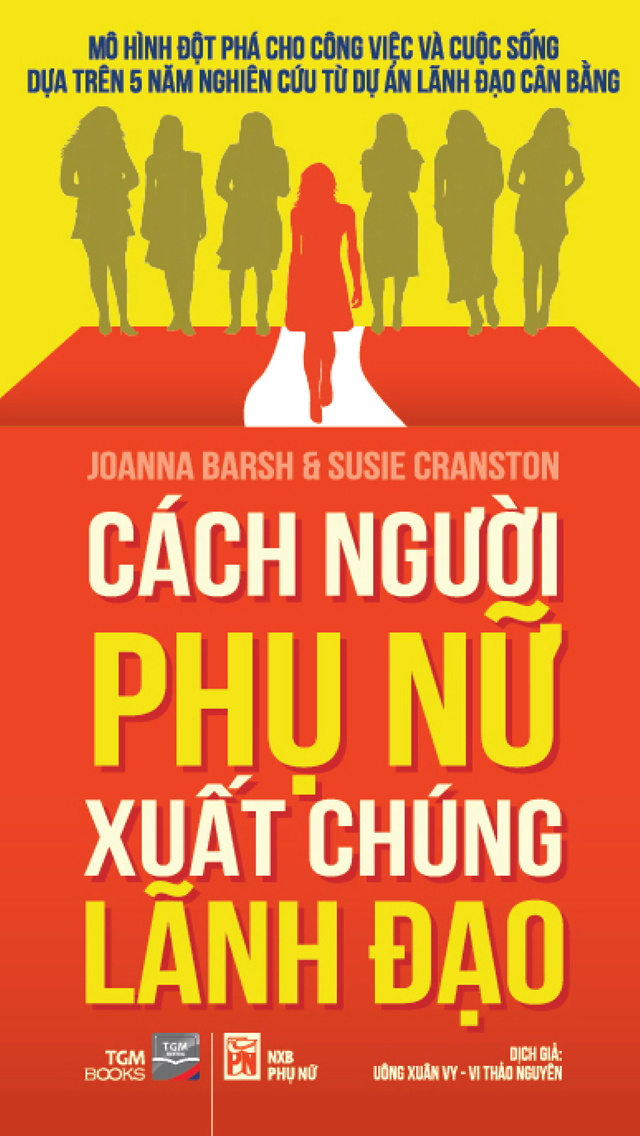 MÔ HÌNH ĐỘT PHÁ CHO CÔNG VIỆC VÀ CUỘC SỐNG
DỰA TRÊN 5 NĂM NGHIÊN CỨU TỪ DỰ ÁN LÃNH ĐẠO CÂN BẰNG
JOANNA BARSH & SUSIE CRANSTON
CÁCH NGƯỜI
PHỤ NỮ
XUẤT CHÚNG
LÃNH ĐẠO
TGM
BOOKS
TGM
PN
NXB
PHỤ NỮ
DỊCH GIẢ:
UÔNG XUÂN VY - VI THẢO NGUYÊN